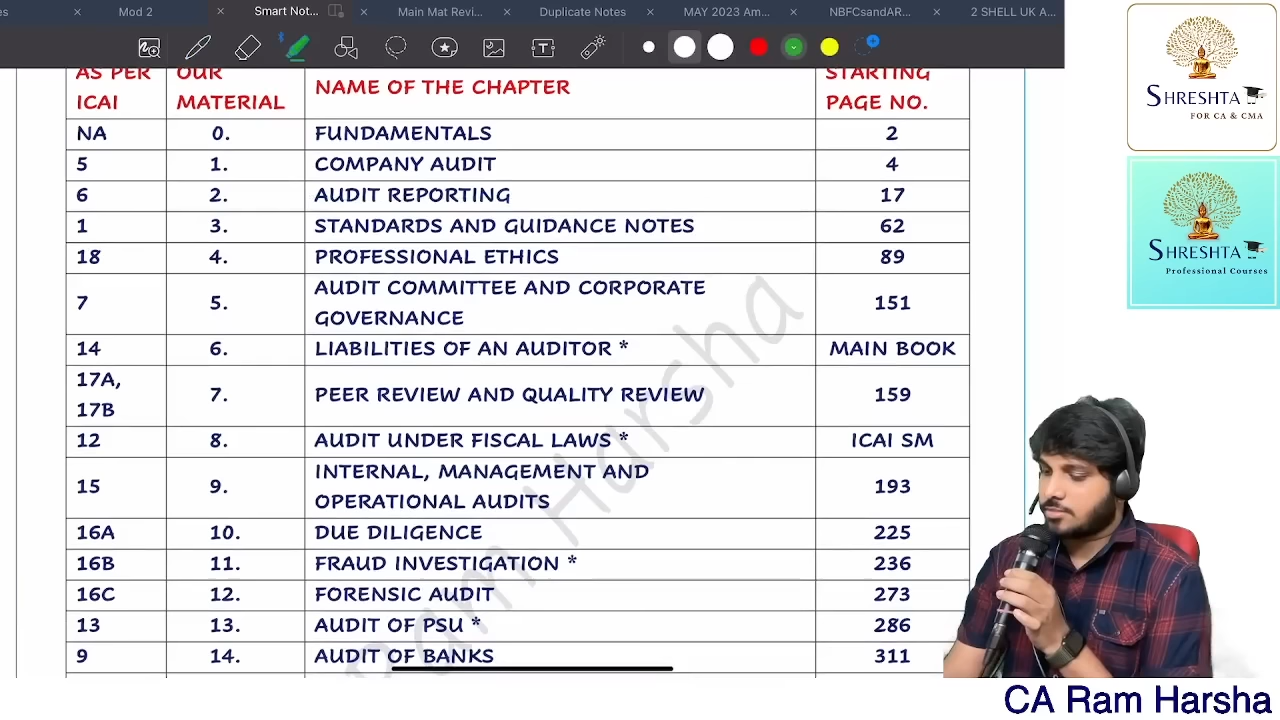 es
Mod 2
Smart Not...
Main Mat Revi...
Duplicate Notes
MAY 2023 Am...
NBFCsandAR...
2 SHELL UK A...
AS PER ICAI
OUR MATERIAL
NAME OF THE CHAPTER
STARTING PAGE NO.
NA 0. FUNDAMENTALS 2
5 1. COMPANY AUDIT 4
6 2. AUDIT REPORTING 17
1 3. STANDARDS AND GUIDANCE NOTES 62
18 4. PROFESSIONAL ETHICS 89
7 5. AUDIT COMMITTEE AND CORPORATE
GOVERNANCE 151
14 6. LIABILITIES OF AN AUDITOR * MAIN BOOK
17A,
17B 7. PEER REVIEW AND QUALITY REVIEW 159
12 8. AUDIT UNDER FISCAL LAWS * ICAI SM
15 9. INTERNAL, MANAGEMENT AND
OPERATIONAL AUDITS 193
16A 10. DUE DILIGENCE 225
16B 11. FRAUD INVESTIGATION * 236
16C 12. FORENSIC AUDIT 273
13 13. AUDIT OF PSU * 286
9 14. AUDIT OF BANKS 311
Ram Harsha
SHRESHTA
FOR CA & CMA
SHRESHTA
Professional Courses
CA Ram Harsha